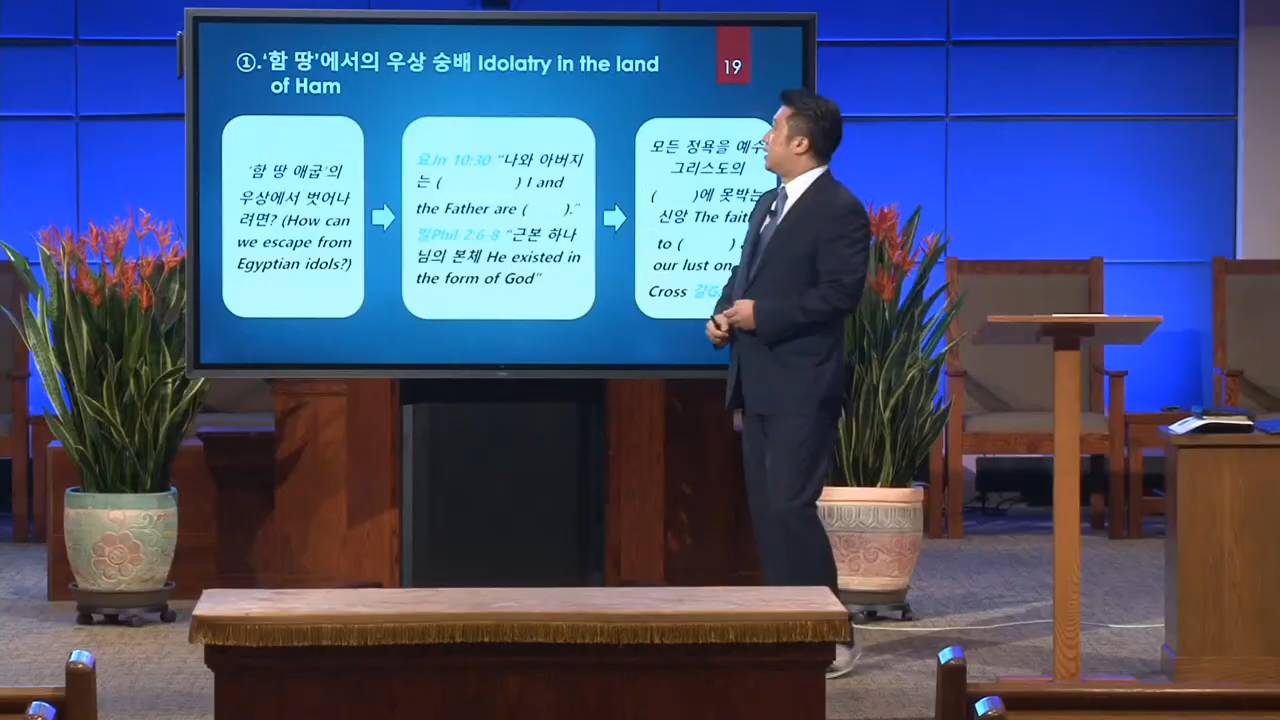 ①.‘함 땅’에서의 우상 숭배 Idolatry in the land
of Ham
19
‘함 땅 애굽’의
우상에서 벗어나
려면? (How can
we escape from
Egyptian idols?)
요Jn 10:30 “나와 아버지
는 ( ) I and
the Father are ( ).”
빌Phil 2:6-8 “근본 하나
님의 본체 He existed in
the form of God”
모든 정욕을 예수
그리스도의
( )에 못박는
신앙 The faith
to ( )
our lust on
Cross 갈